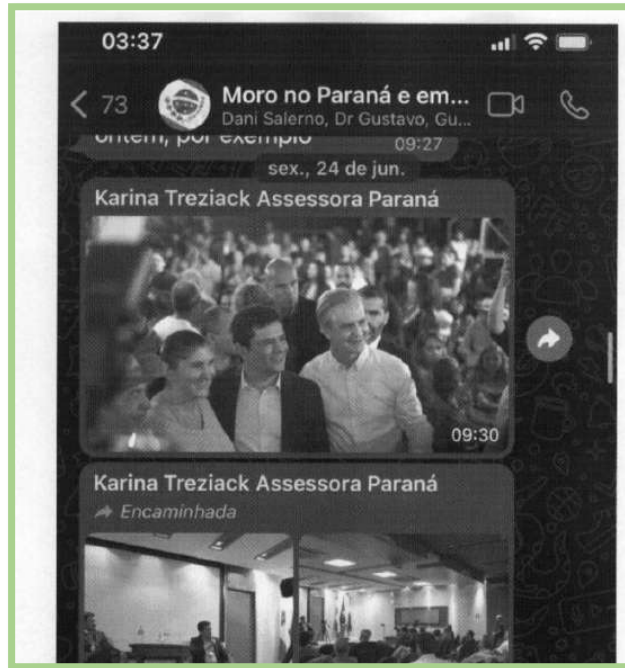 03:37
73
Moro no Paraná e em...
Dani Salerno, Dr Gustavo, Gu...
ontem, por exemplo
09:27
sex., 24 de jun.
Karina Treziack Assessora Paraná
09:30
Karina Treziack Assessora Paraná
Encaminhada